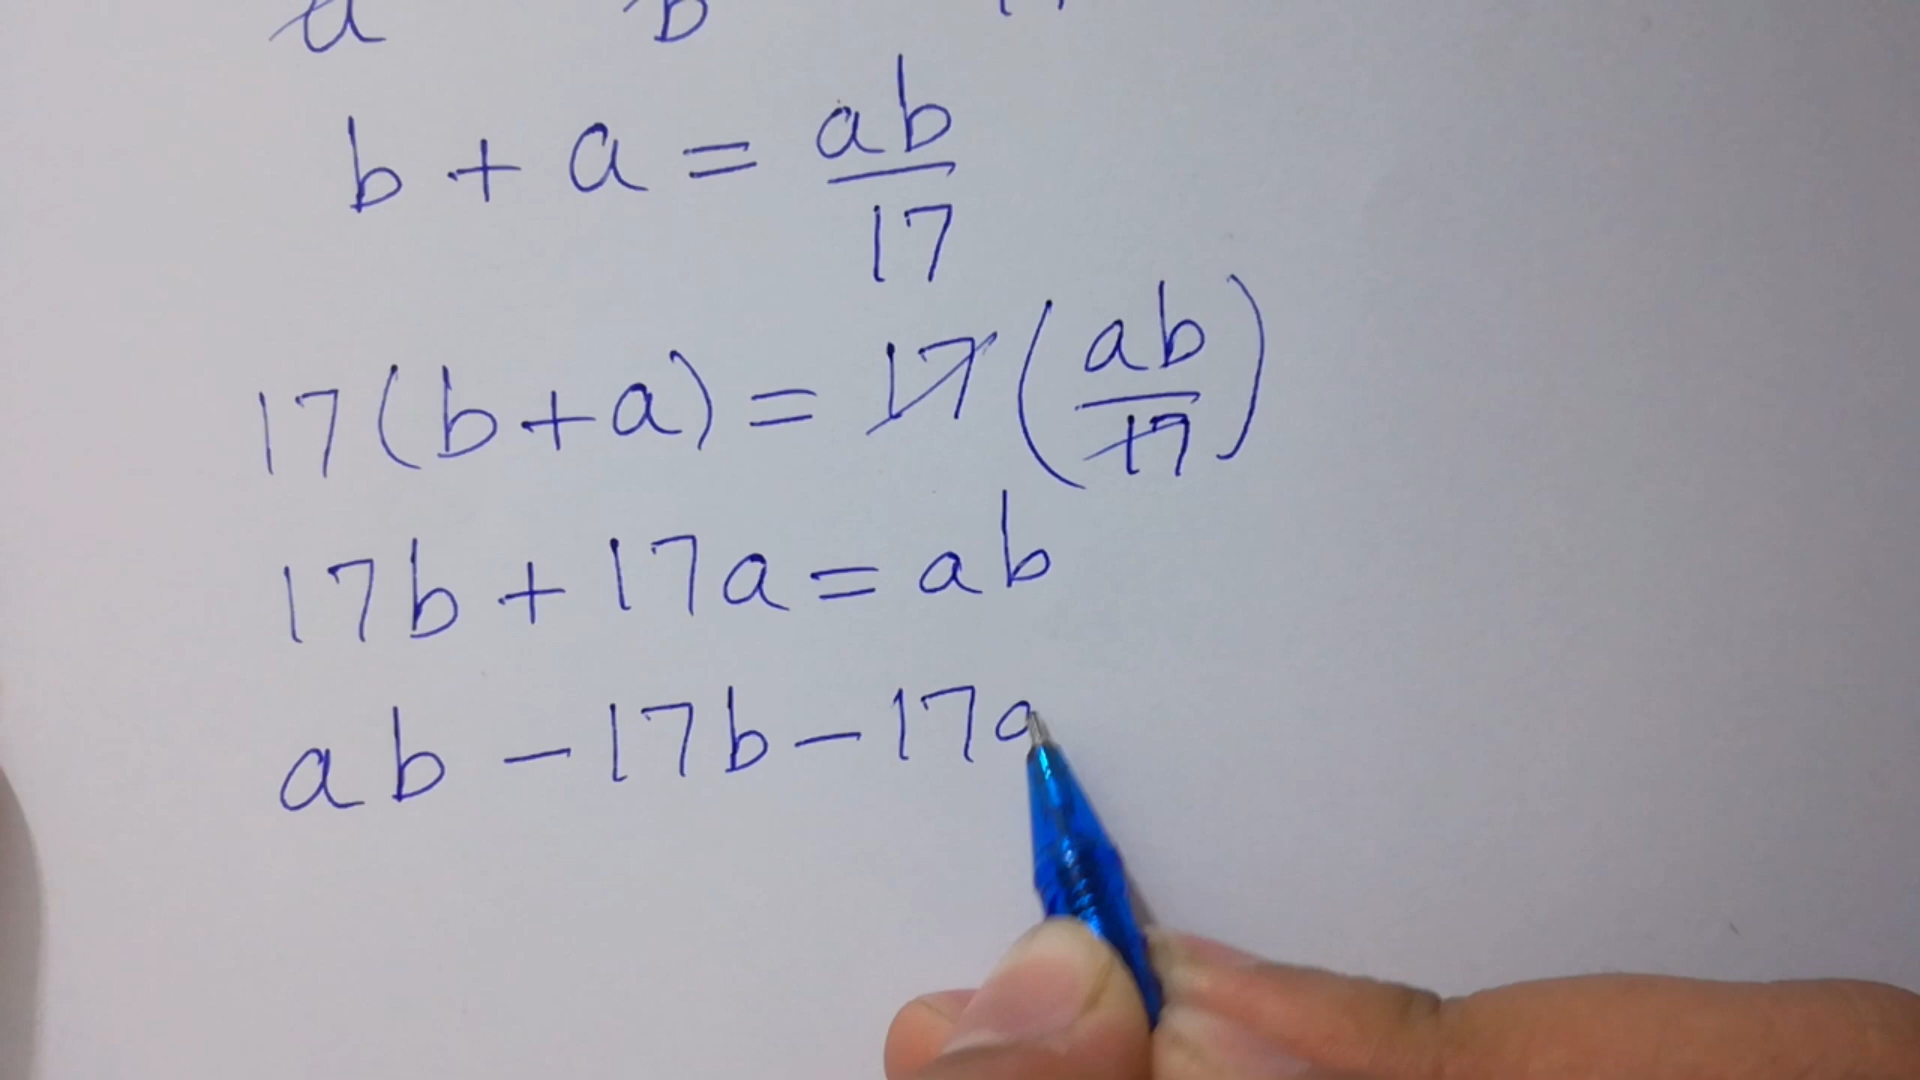 a b
b + a = ab/17
17(b+a) = 17(ab/17)
17b + 17a = ab
ab - 17b - 17a